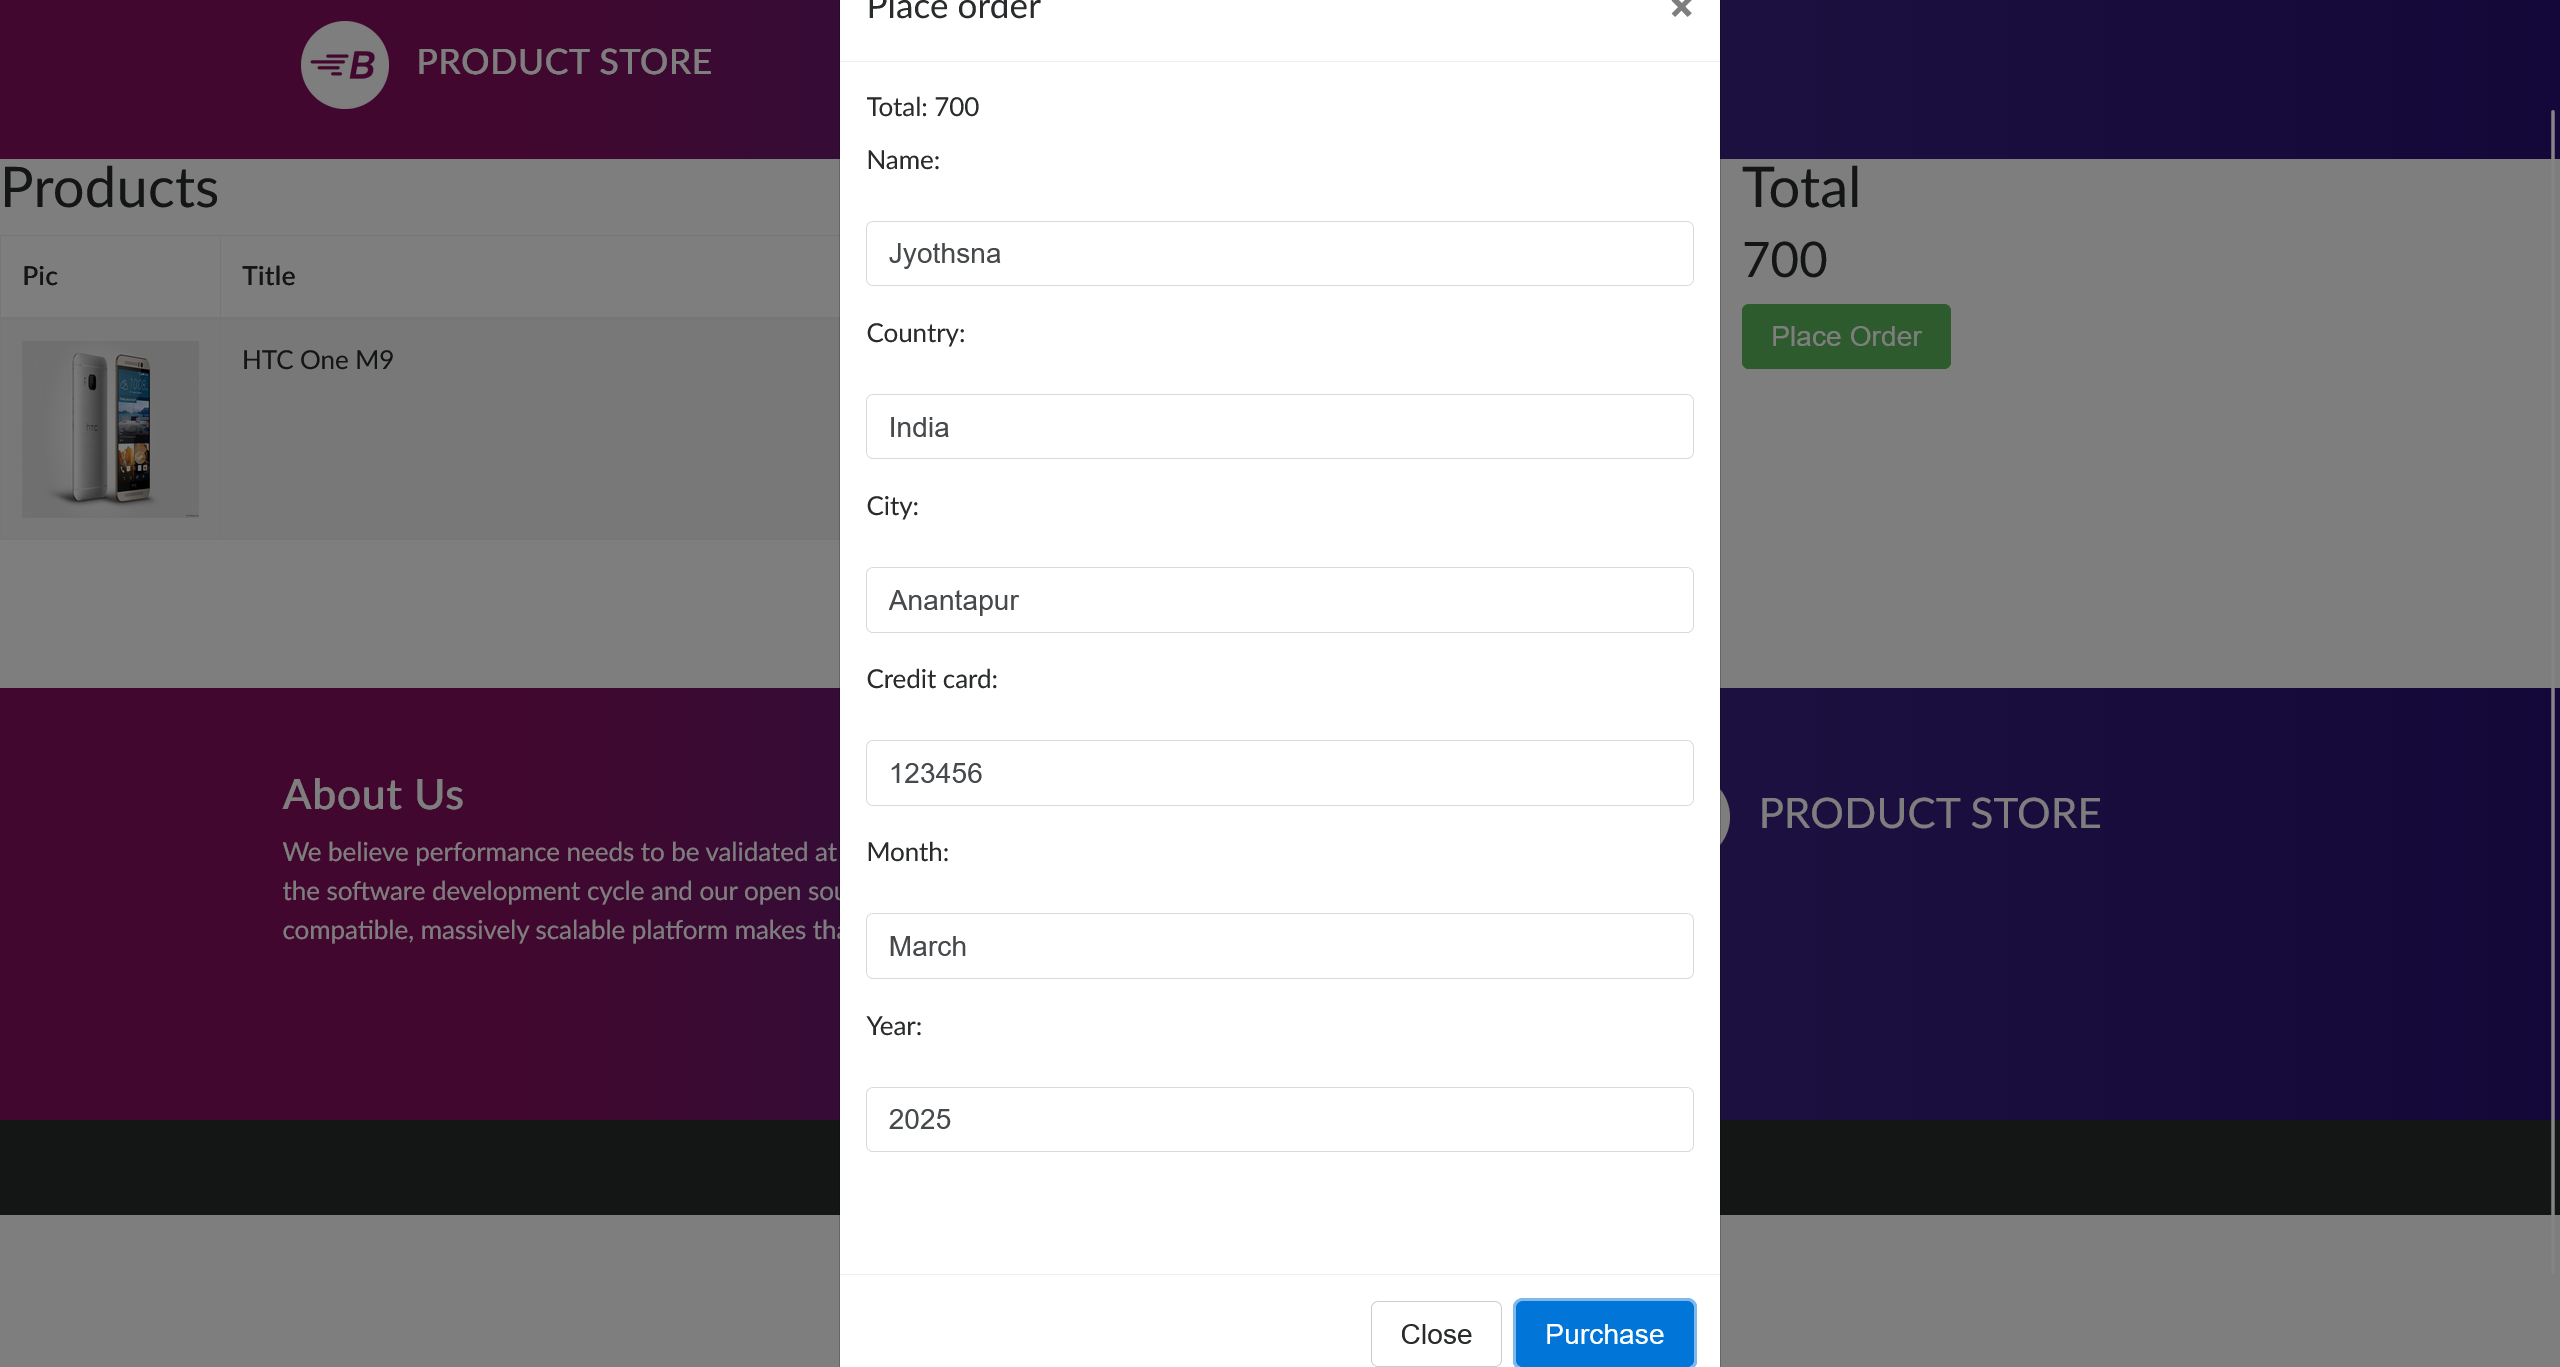 Place order
×
B PRODUCT STORE
Total: 700
Name:
Jyothsna
Country:
India
City:
Anantapur
Credit card:
123456
Month:
March
Year:
2025
Close Purchase
Products
Pic Title
HTC One M9
Total
700
Place Order
About Us
We believe performance needs to be validated at
the software development cycle and our open sou
compatible, massively scalable platform makes tha
PRODUCT STORE